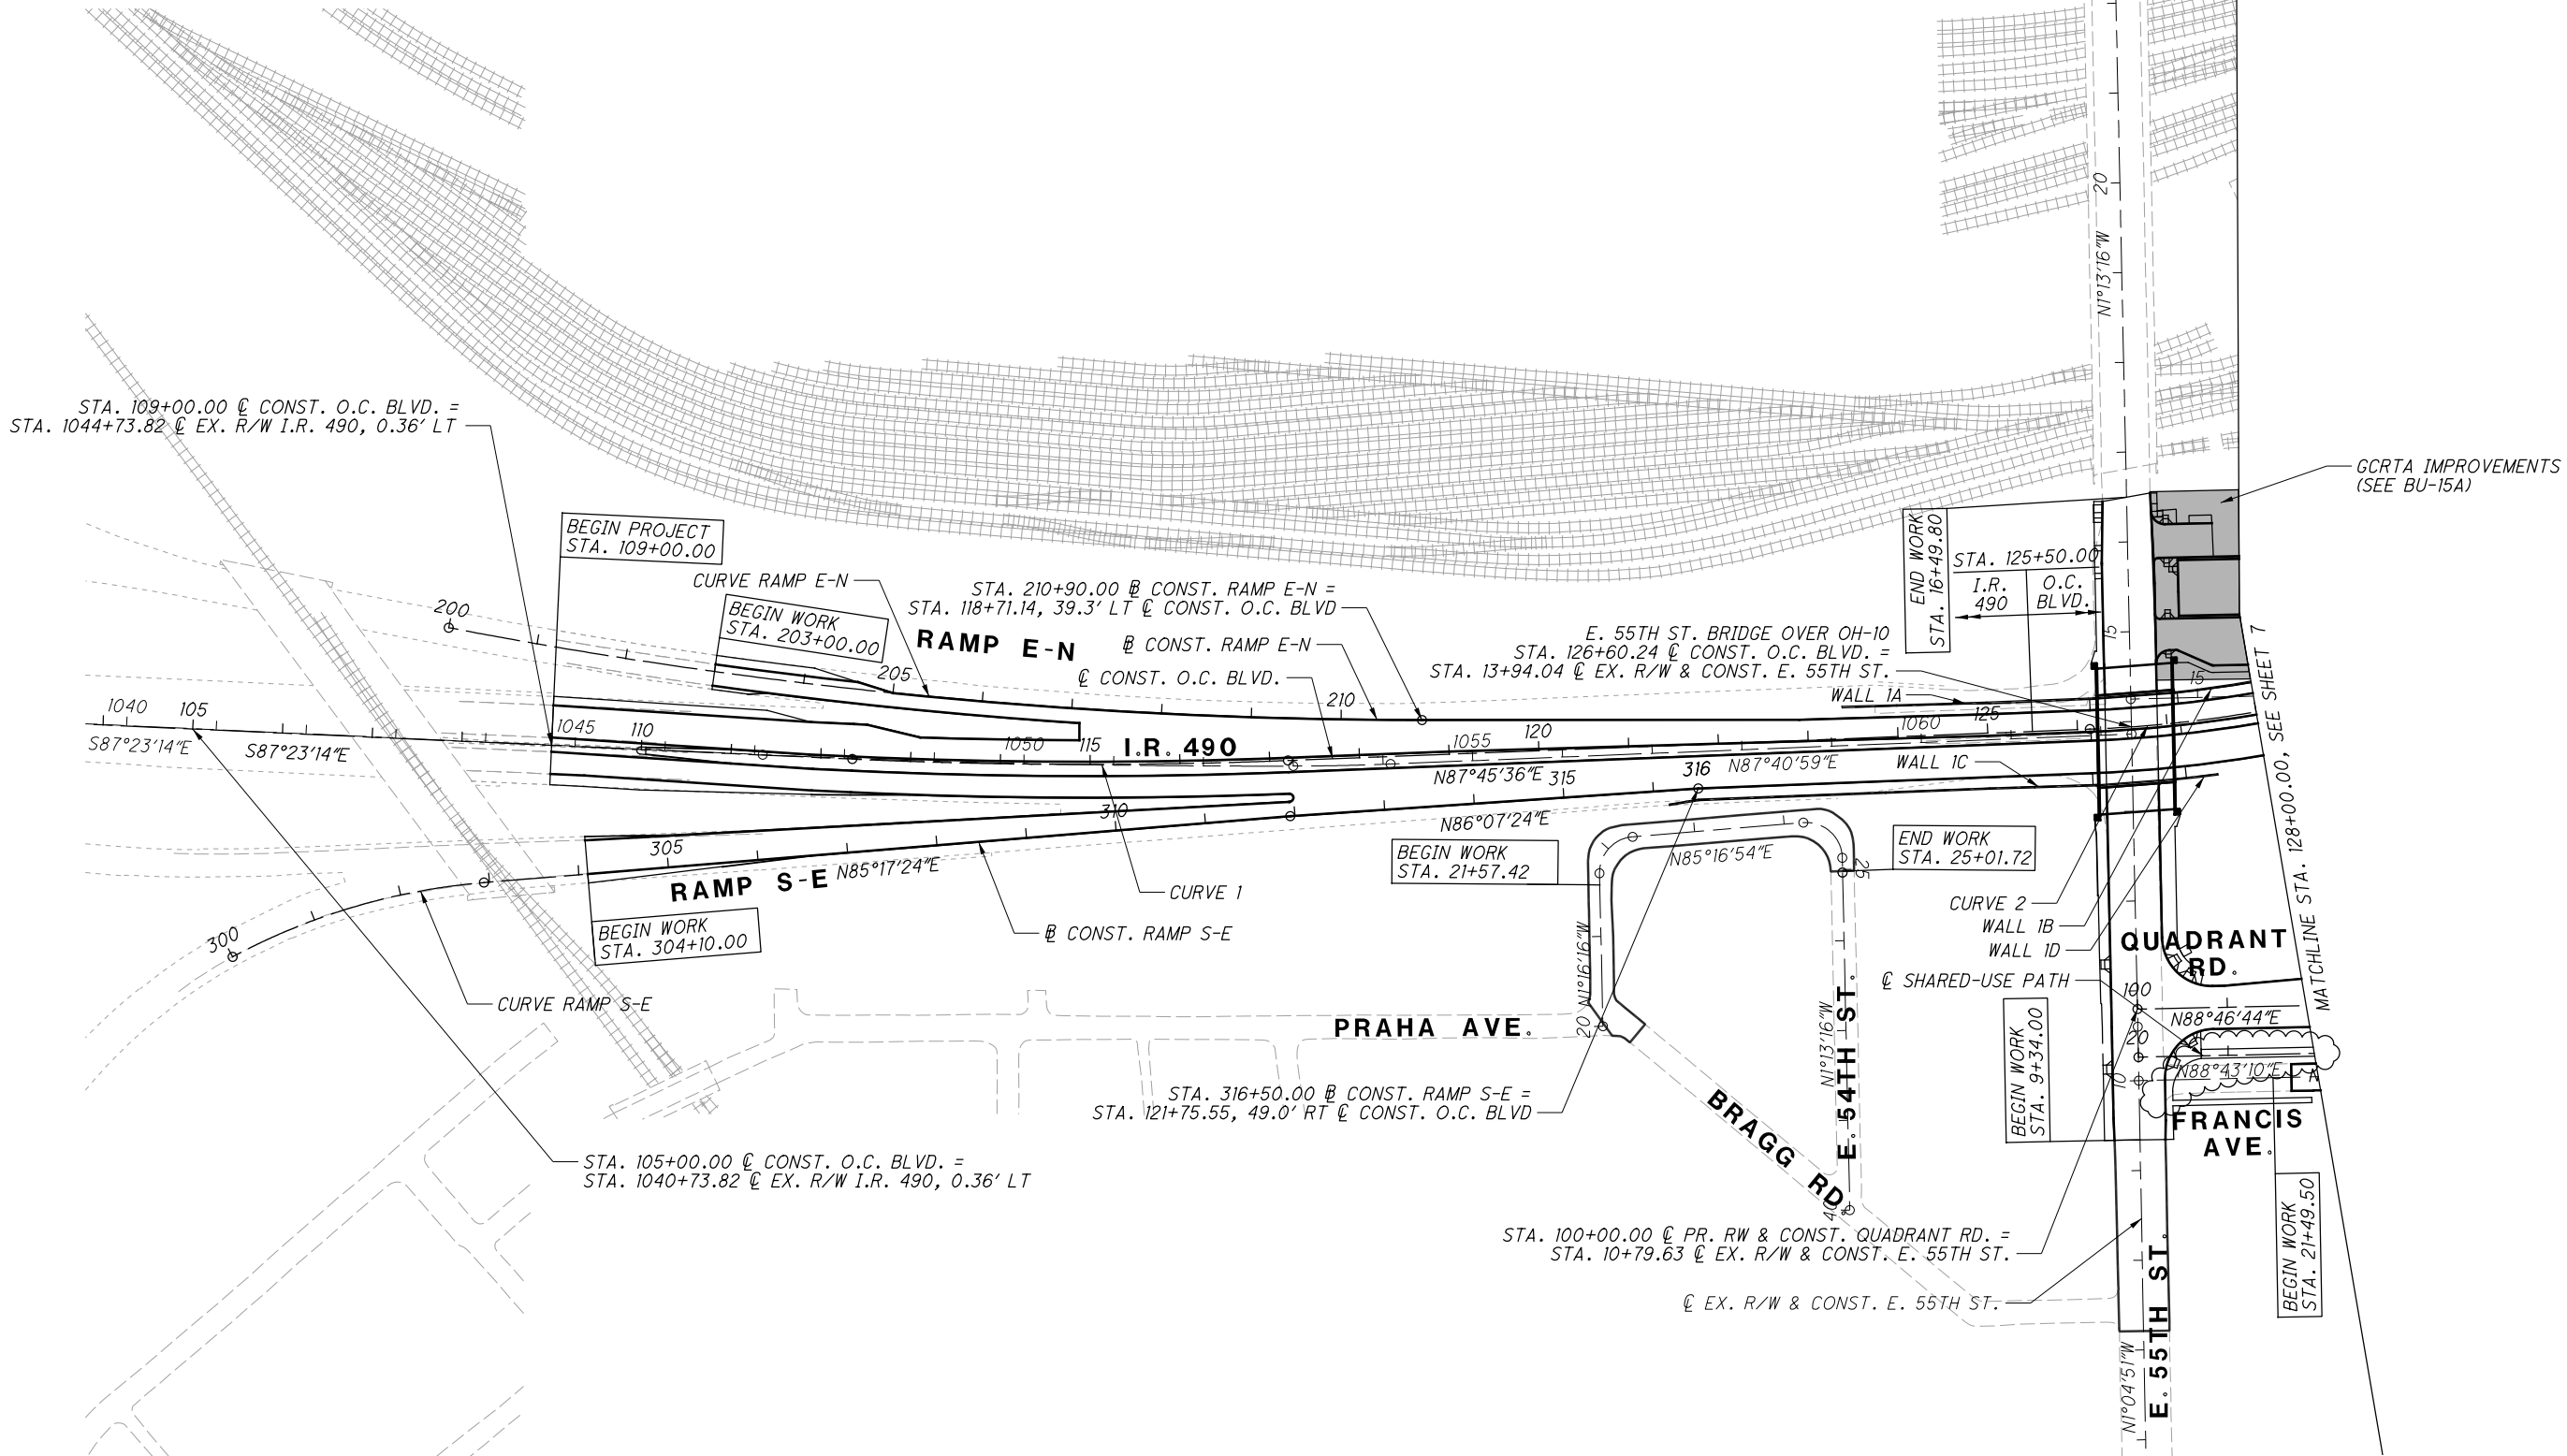 STA. 109+00.00 ℄ CONST. O.C. BLVD. =
STA. 1044+73.82 ℄ EX. R/W I.R. 490, 0.36' LT
BEGIN PROJECT
STA. 109+00.00
CURVE RAMP E-N
BEGIN WORK
STA. 203+00.00
RAMP E-N
STA. 210+90.00 ⅊ CONST. RAMP E-N =
STA. 118+71.14, 39.3' LT ℄ CONST. O.C. BLVD
⅊ CONST. RAMP E-N
℄ CONST. O.C. BLVD.
E. 55TH ST. BRIDGE OVER OH-10
STA. 126+60.24 ℄ CONST. O.C. BLVD. =
STA. 13+94.04 ℄ EX. R/W & CONST. E. 55TH ST.
WALL 1A
END WORK
STA. 16+49.80
STA. 125+50.00
I.R.
490
O.C.
BLVD.
20
N1°13'16"W
15
GCRTA IMPROVEMENTS
(SEE BU-15A)
MATCHLINE STA. 128+00.00, SEE SHEET 7
200
205
210
15
1040
105
S87°23'14"E
S87°23'14"E
1045
110
1050
115
I.R. 490
1055
120
1060
125
N87°45'36"E
N87°40'59"E
315
316
WALL 1C
310
305
300
N86°07'24"E
N85°17'24"E
RAMP S-E
BEGIN WORK
STA. 304+10.00
CURVE 1
⅊ CONST. RAMP S-E
CURVE RAMP S-E
BEGIN WORK
STA. 21+57.42
N85°16'54"E
25
END WORK
STA. 25+01.72
CURVE 2
WALL 1B
WALL 1D
℄ SHARED-USE PATH
QUADRANT
RD.
100
N88°46'44"E
20
N88°43'10"E
10
A
FRANCIS
AVE.
N1°16'16"W
20
PRAHA AVE.
N1°13'16"W
E. 54TH ST.
BRAGG RD.
40
BEGIN WORK
STA. 9+34.00
STA. 316+50.00 ⅊ CONST. RAMP S-E =
STA. 121+75.55, 49.0' RT ℄ CONST. O.C. BLVD
STA. 105+00.00 ℄ CONST. O.C. BLVD. =
STA. 1040+73.82 ℄ EX. R/W I.R. 490, 0.36' LT
STA. 100+00.00 ℄ PR. RW & CONST. QUADRANT RD. =
STA. 10+79.63 ℄ EX. R/W & CONST. E. 55TH ST.
℄ EX. R/W & CONST. E. 55TH ST.
BEGIN WORK
STA. 21+49.50
N1°04'51"W
E. 55TH ST.